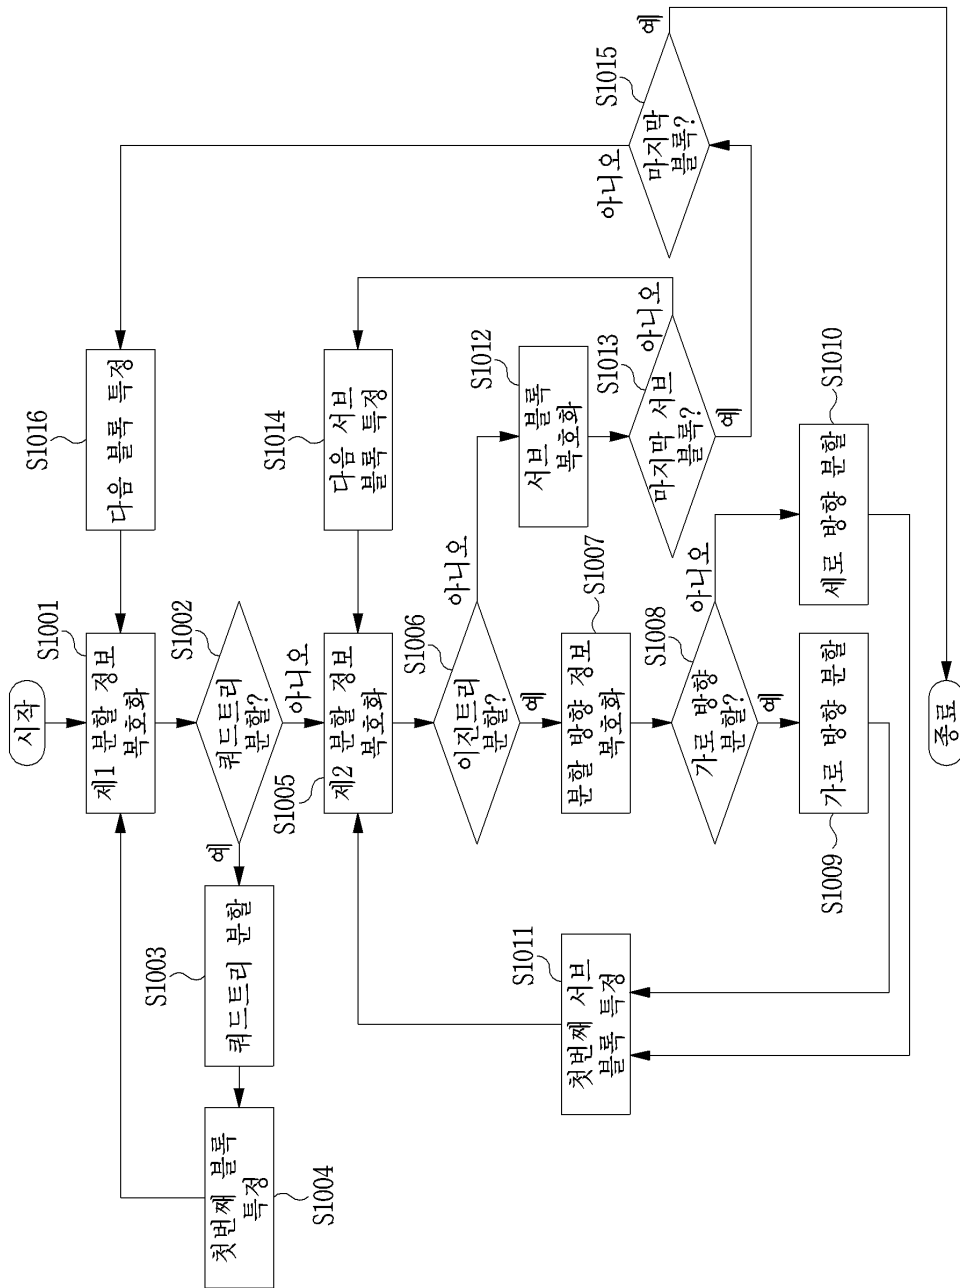 시작
제1 분할 정보
복호화
S1001
쿼드트리
분할?
S1002
예
아니오
쿼드트리 분할
S1003
첫번째 블록
특정
S1004
제2 분할 정보
복호화
S1005
이진트리
분할?
S1006
아니오
예
분할 방향 정보
복호화
S1007
가로 방향
분할?
S1008
아니오
예
가로 방향 분할
S1009
세로 방향 분할
S1010
첫번째 서브
블록 특정
S1011
서브 블록
복호화
S1012
마지막 서브
블록?
S1013
아니오
예
다음 서브
블록 특정
S1014
마지막
블록?
S1015
아니오
예
다음 블록 특정
S1016
종료